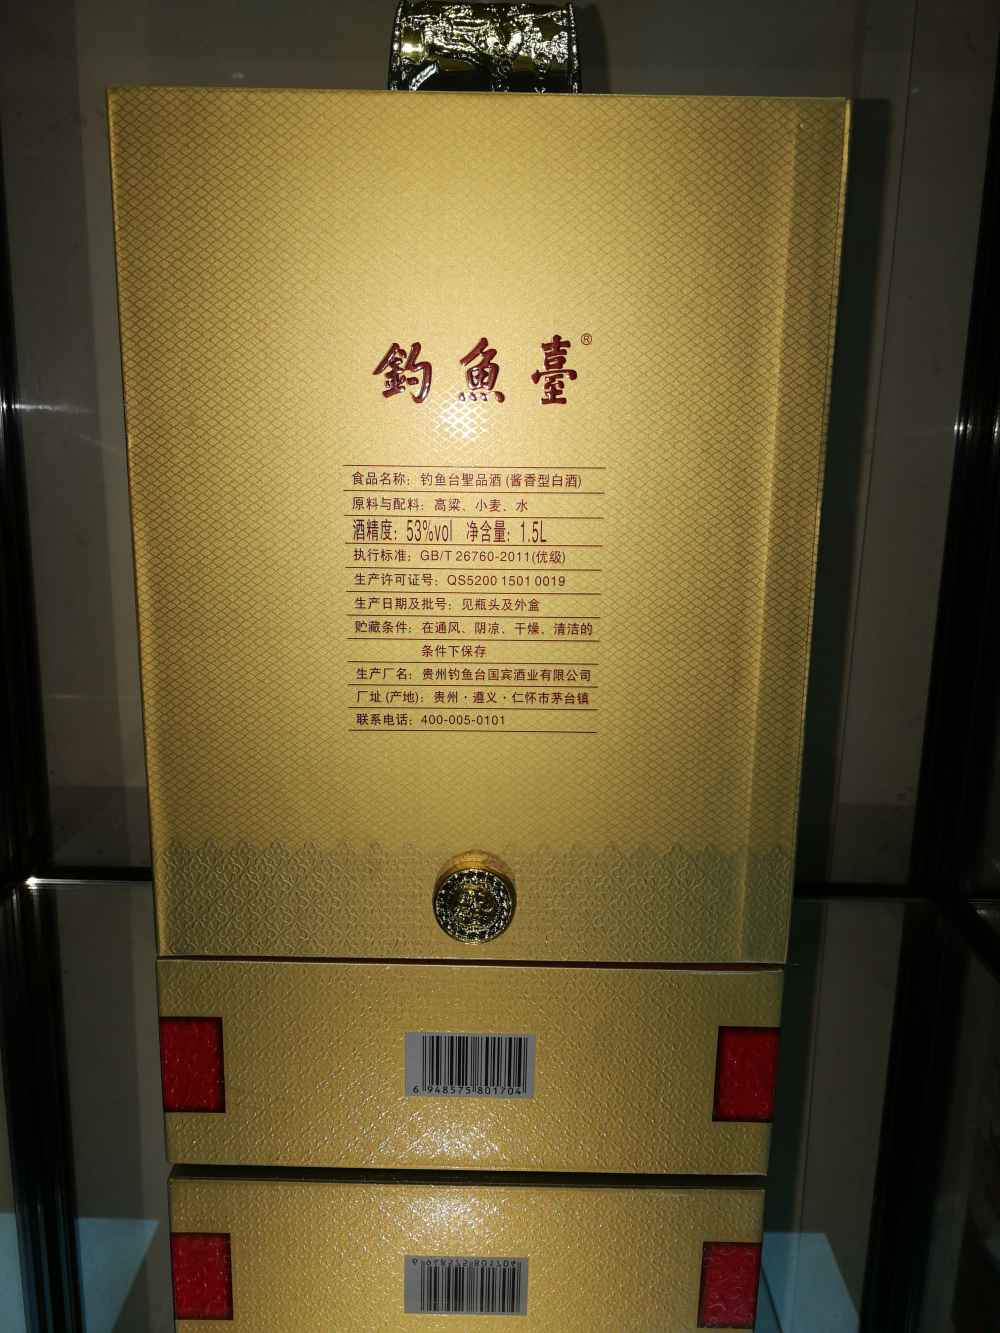 釣魚臺®
食品名称：钓鱼台聖品酒(酱香型白酒)
原料与配料：高粱、小麦、水
酒精度：53%vol 净含量：1.5L
执行标准：GB/T 26760-2011(优级)
生产许可证号：QS5200 1501 0019
生产日期及批号：见瓶头及外盒
贮藏条件：在通风、阴凉、干燥、清洁的
条件下保存
生产厂名：贵州钓鱼台国宾酒业有限公司
厂址(产地)：贵州·遵义·仁怀市茅台镇
联系电话：400-005-0101
6 948575 801704